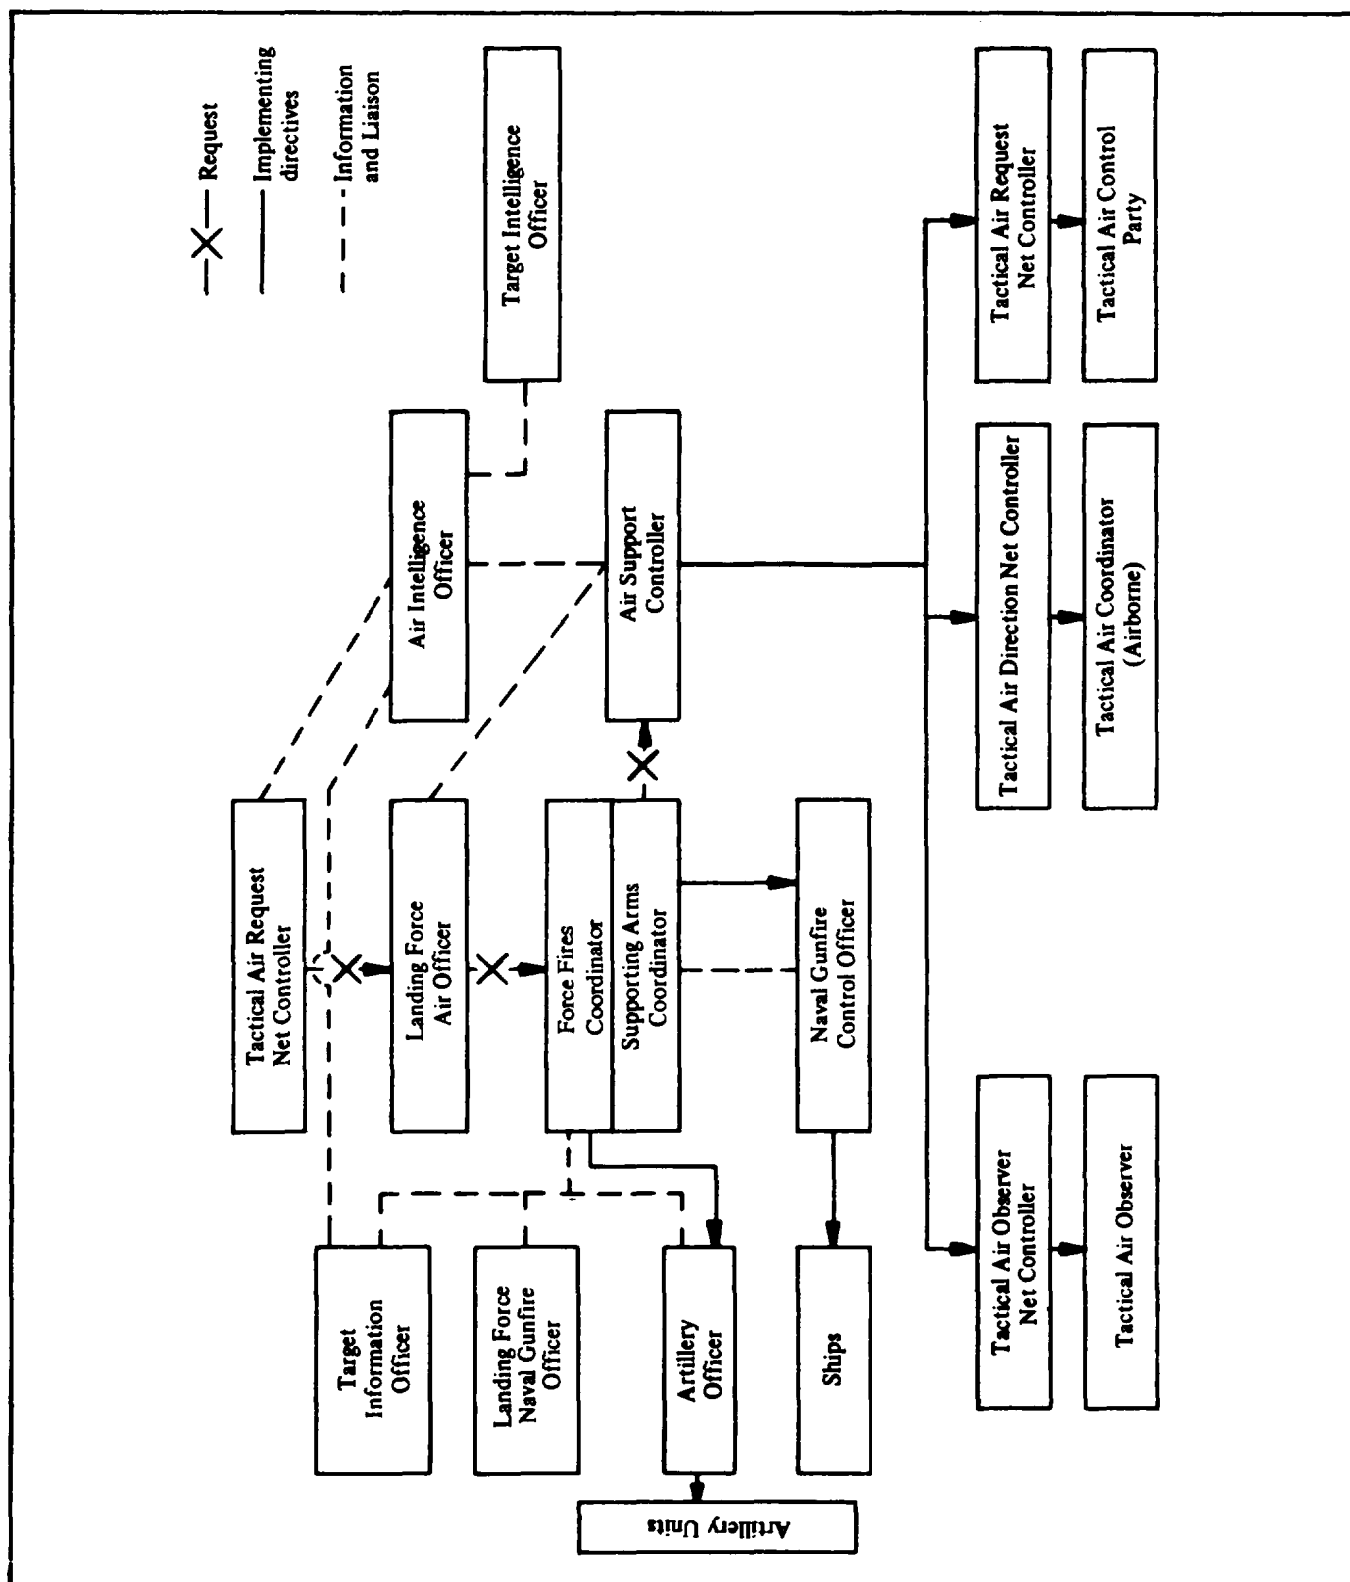 Request
Implementing
directives
Information
and Liaison
Tactical Air Request
Net Controller
Target
Information
Officer
Landing Force
Air Officer
Air Intelligence
Officer
Target Intelligence
Officer
Landing Force
Naval Gunfire
Officer
Force Fires
Coordinator
Supporting Arms
Coordinator
Air Support
Controller
Artillery
Officer
Artillery Units
Ships
Naval Gunfire
Control Officer
Tactical Air Observer
Net Controller
Tactical Air Direction Net Controller
Tactical Air Request
Net Controller
Tactical Air Observer
Tactical Air Coordinator
(Airborne)
Tactical Air Control
Party